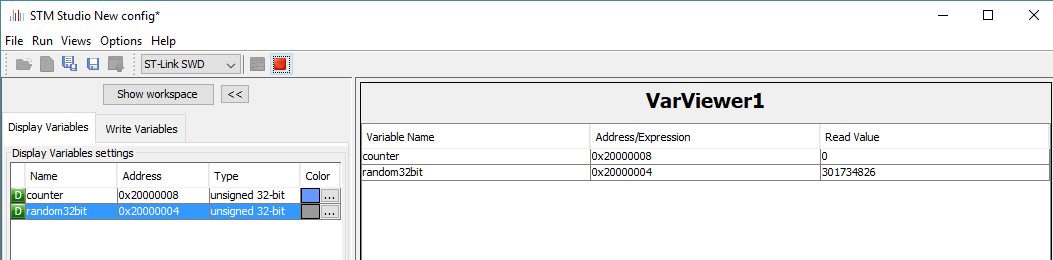 STM Studio New config*
File Run Views Options Help
ST-Link SWD
Show workspace <<
Display Variables Write Variables
Display Variables settings
Name Address Type Color
D counter 0x20000008 unsigned 32-bit ...
D random32bit 0x20000004 unsigned 32-bit ...
VarViewer1
Variable Name Address/Expression Read Value
counter 0x20000008 0
random32bit 0x20000004 301734826